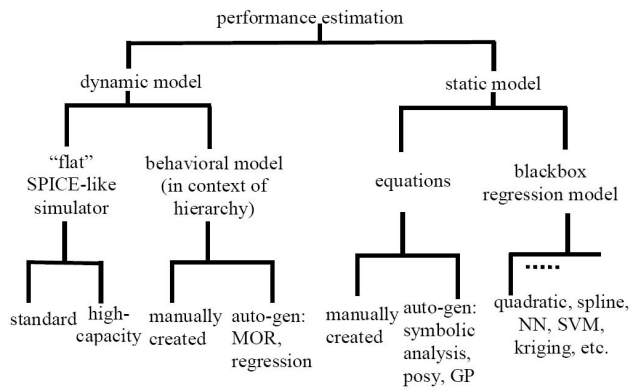 performance estimation
dynamic model
static model
“flat”
SPICE-like
simulator
behavioral model
(in context of
hierarchy)
equations
blackbox
regression model
standard
high-
capacity
manually
created
auto-gen:
MOR,
regression
manually
created
auto-gen:
symbolic
analysis,
posy, GP
quadratic, spline,
NN, SVM,
kriging, etc.